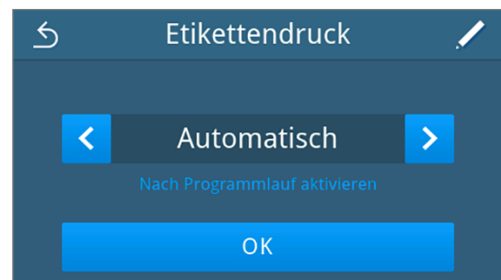 Etikettendruck
Automatisch
Nach Programmlauf aktivieren
OK